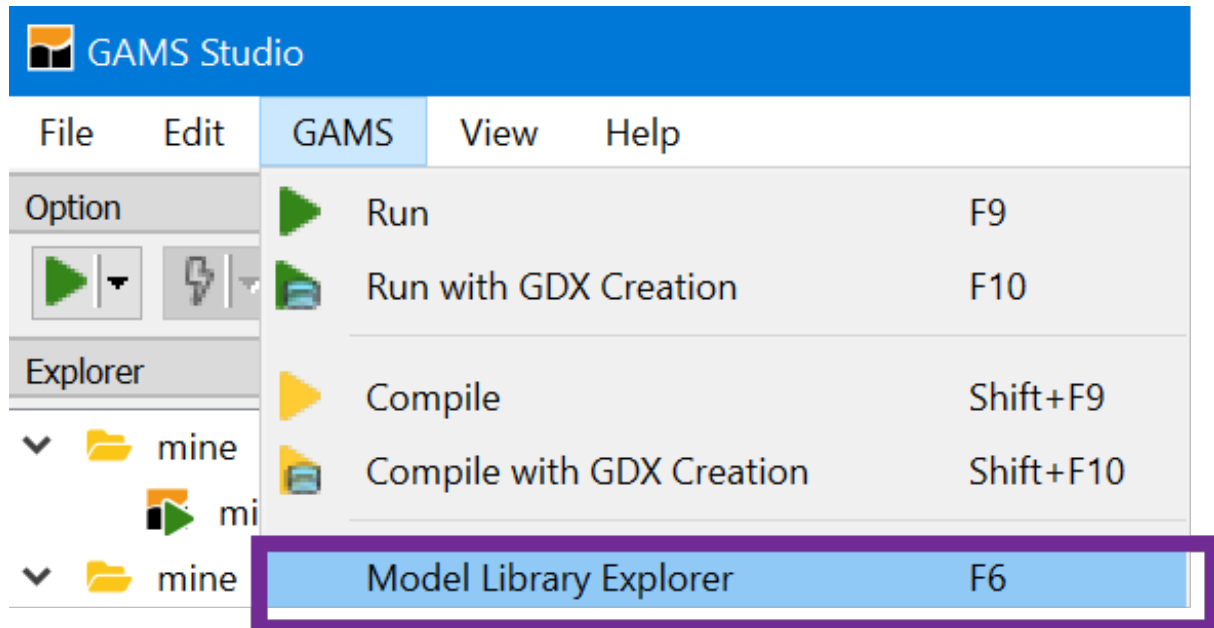 GAMS Studio
File Edit GAMS View Help
Option
Run F9
Run with GDX Creation F10
Explorer
Compile Shift+F9
mine
Compile with GDX Creation Shift+F10
mi
mine
Model Library Explorer F6